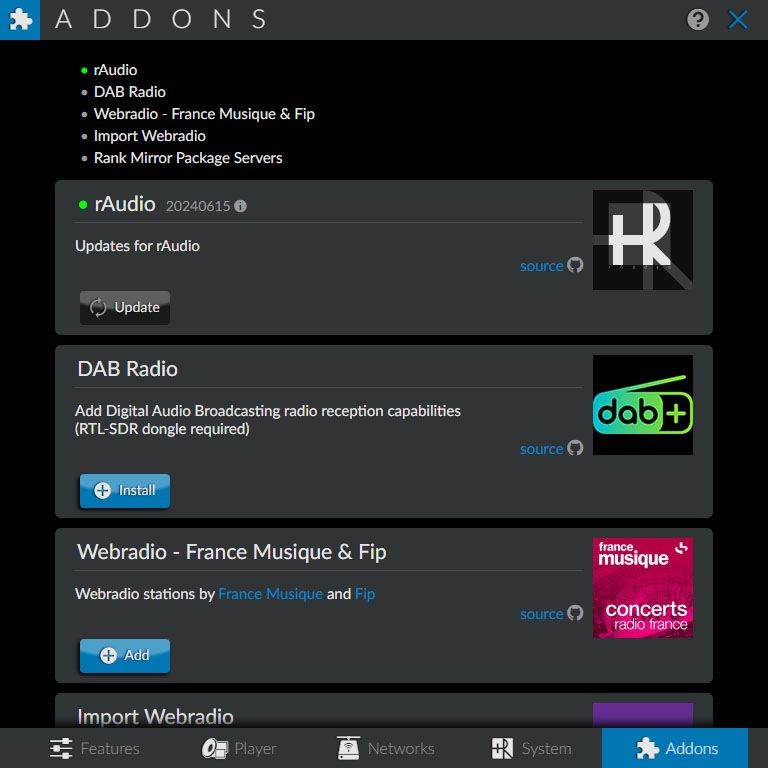 ADDONS
rAudio
DAB Radio
Webradio - France Musique & Fip
Import Webradio
Rank Mirror Package Servers
rAudio 20240615
Updates for rAudio
source
Update
DAB Radio
Add Digital Audio Broadcasting radio reception capabilities
(RTL-SDR dongle required)
source
Install
dab+
Webradio - France Musique & Fip
Webradio stations by France Musique and Fip
source
Add
france
musique
concerts
radio france
Import Webradio
Features Player Networks System Addons